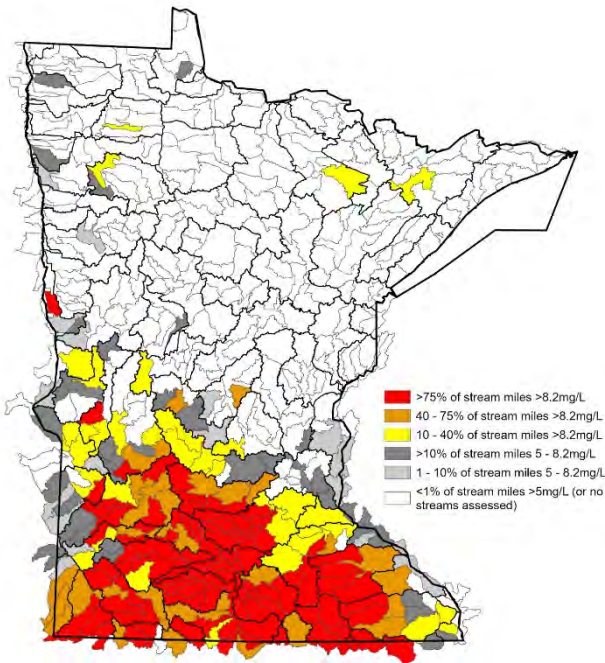 >75% of stream miles >8.2mg/L
40 - 75% of stream miles >8.2mg/L
10 - 40% of stream miles >8.2mg/L
>10% of stream miles 5 - 8.2mg/L
1 - 10% of stream miles 5 - 8.2mg/L
<1% of stream miles >5mg/L (or no
streams assessed)